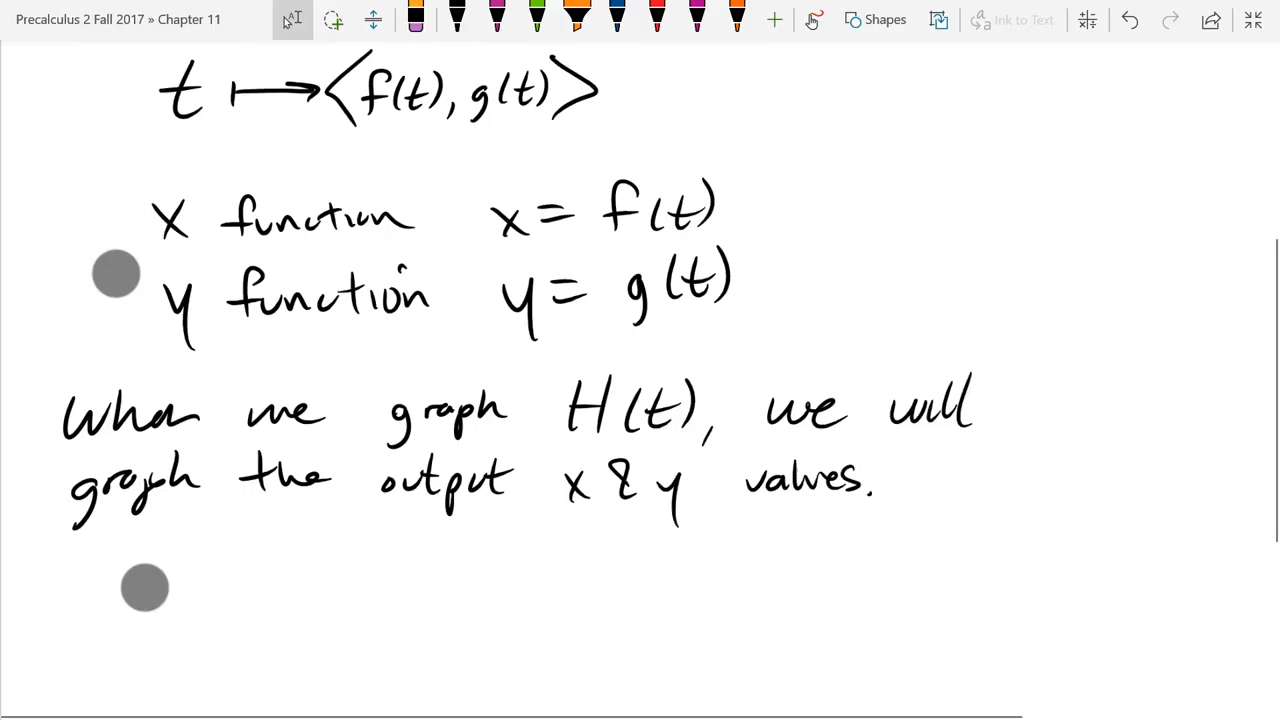 Precalculus 2 Fall 2017 » Chapter 11
Shapes
Ink to Text
t ↦ <f(t), g(t)>
x function x = f(t)
y function y = g(t)
When we graph H(t), we will
graph the output x & y values.